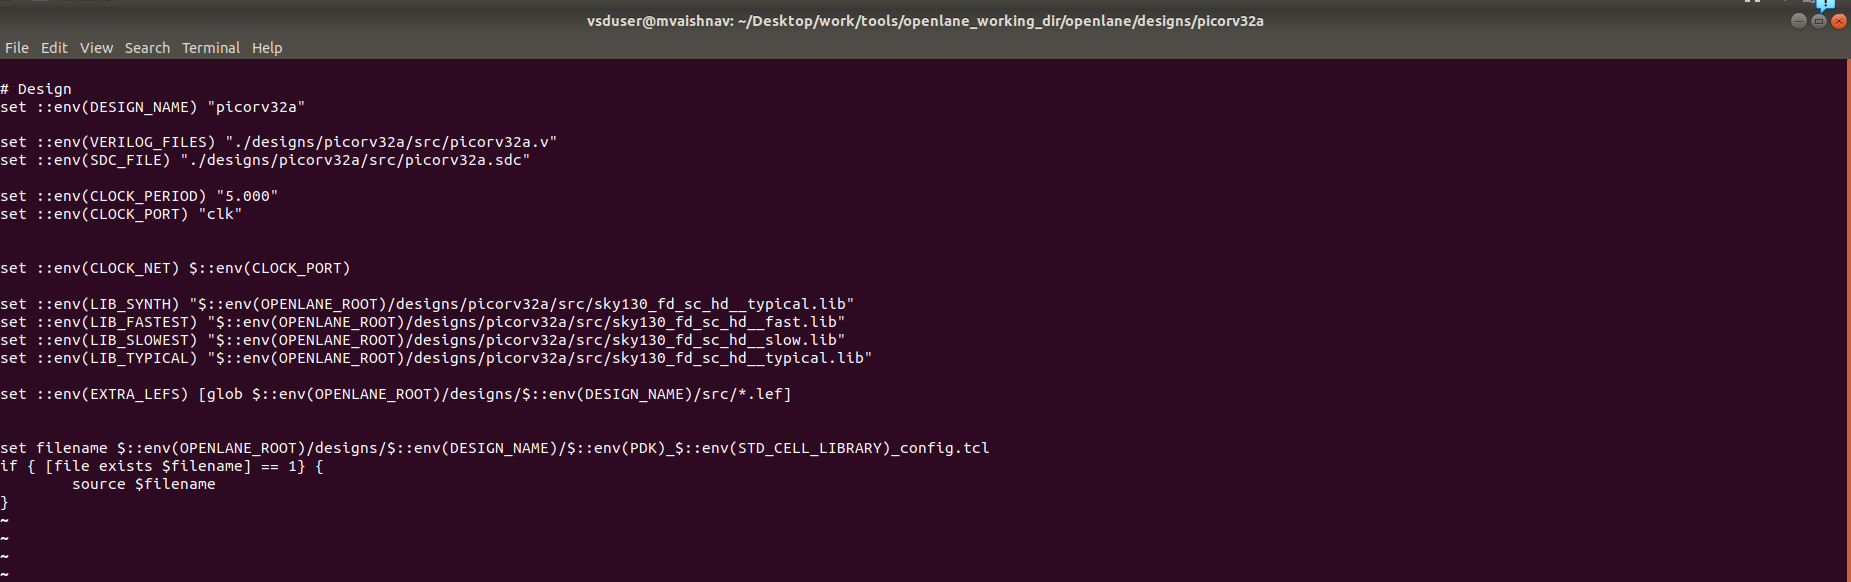 vsduser@mvaishnav: ~/Desktop/work/tools/openlane_working_dir/openlane/designs/picorv32a
File Edit View Search Terminal Help
# Design
set ::env(DESIGN_NAME) "picorv32a"
set ::env(VERILOG_FILES) "./designs/picorv32a/src/picorv32a.v"
set ::env(SDC_FILE) "./designs/picorv32a/src/picorv32a.sdc"
set ::env(CLOCK_PERIOD) "5.000"
set ::env(CLOCK_PORT) "clk"
set ::env(CLOCK_NET) $::env(CLOCK_PORT)
set ::env(LIB_SYNTH) "$::env(OPENLANE_ROOT)/designs/picorv32a/src/sky130_fd_sc_hd__typical.lib"
set ::env(LIB_FASTEST) "$::env(OPENLANE_ROOT)/designs/picorv32a/src/sky130_fd_sc_hd__fast.lib"
set ::env(LIB_SLOWEST) "$::env(OPENLANE_ROOT)/designs/picorv32a/src/sky130_fd_sc_hd__slow.lib"
set ::env(LIB_TYPICAL) "$::env(OPENLANE_ROOT)/designs/picorv32a/src/sky130_fd_sc_hd__typical.lib"
set ::env(EXTRA_LEFS) [glob $::env(OPENLANE_ROOT)/designs/$::env(DESIGN_NAME)/src/*.lef]
set filename $::env(OPENLANE_ROOT)/designs/$::env(DESIGN_NAME)/$::env(PDK)_$::env(STD_CELL_LIBRARY)_config.tcl
if { [file exists $filename] == 1} {
        source $filename
}
~
~
~
~